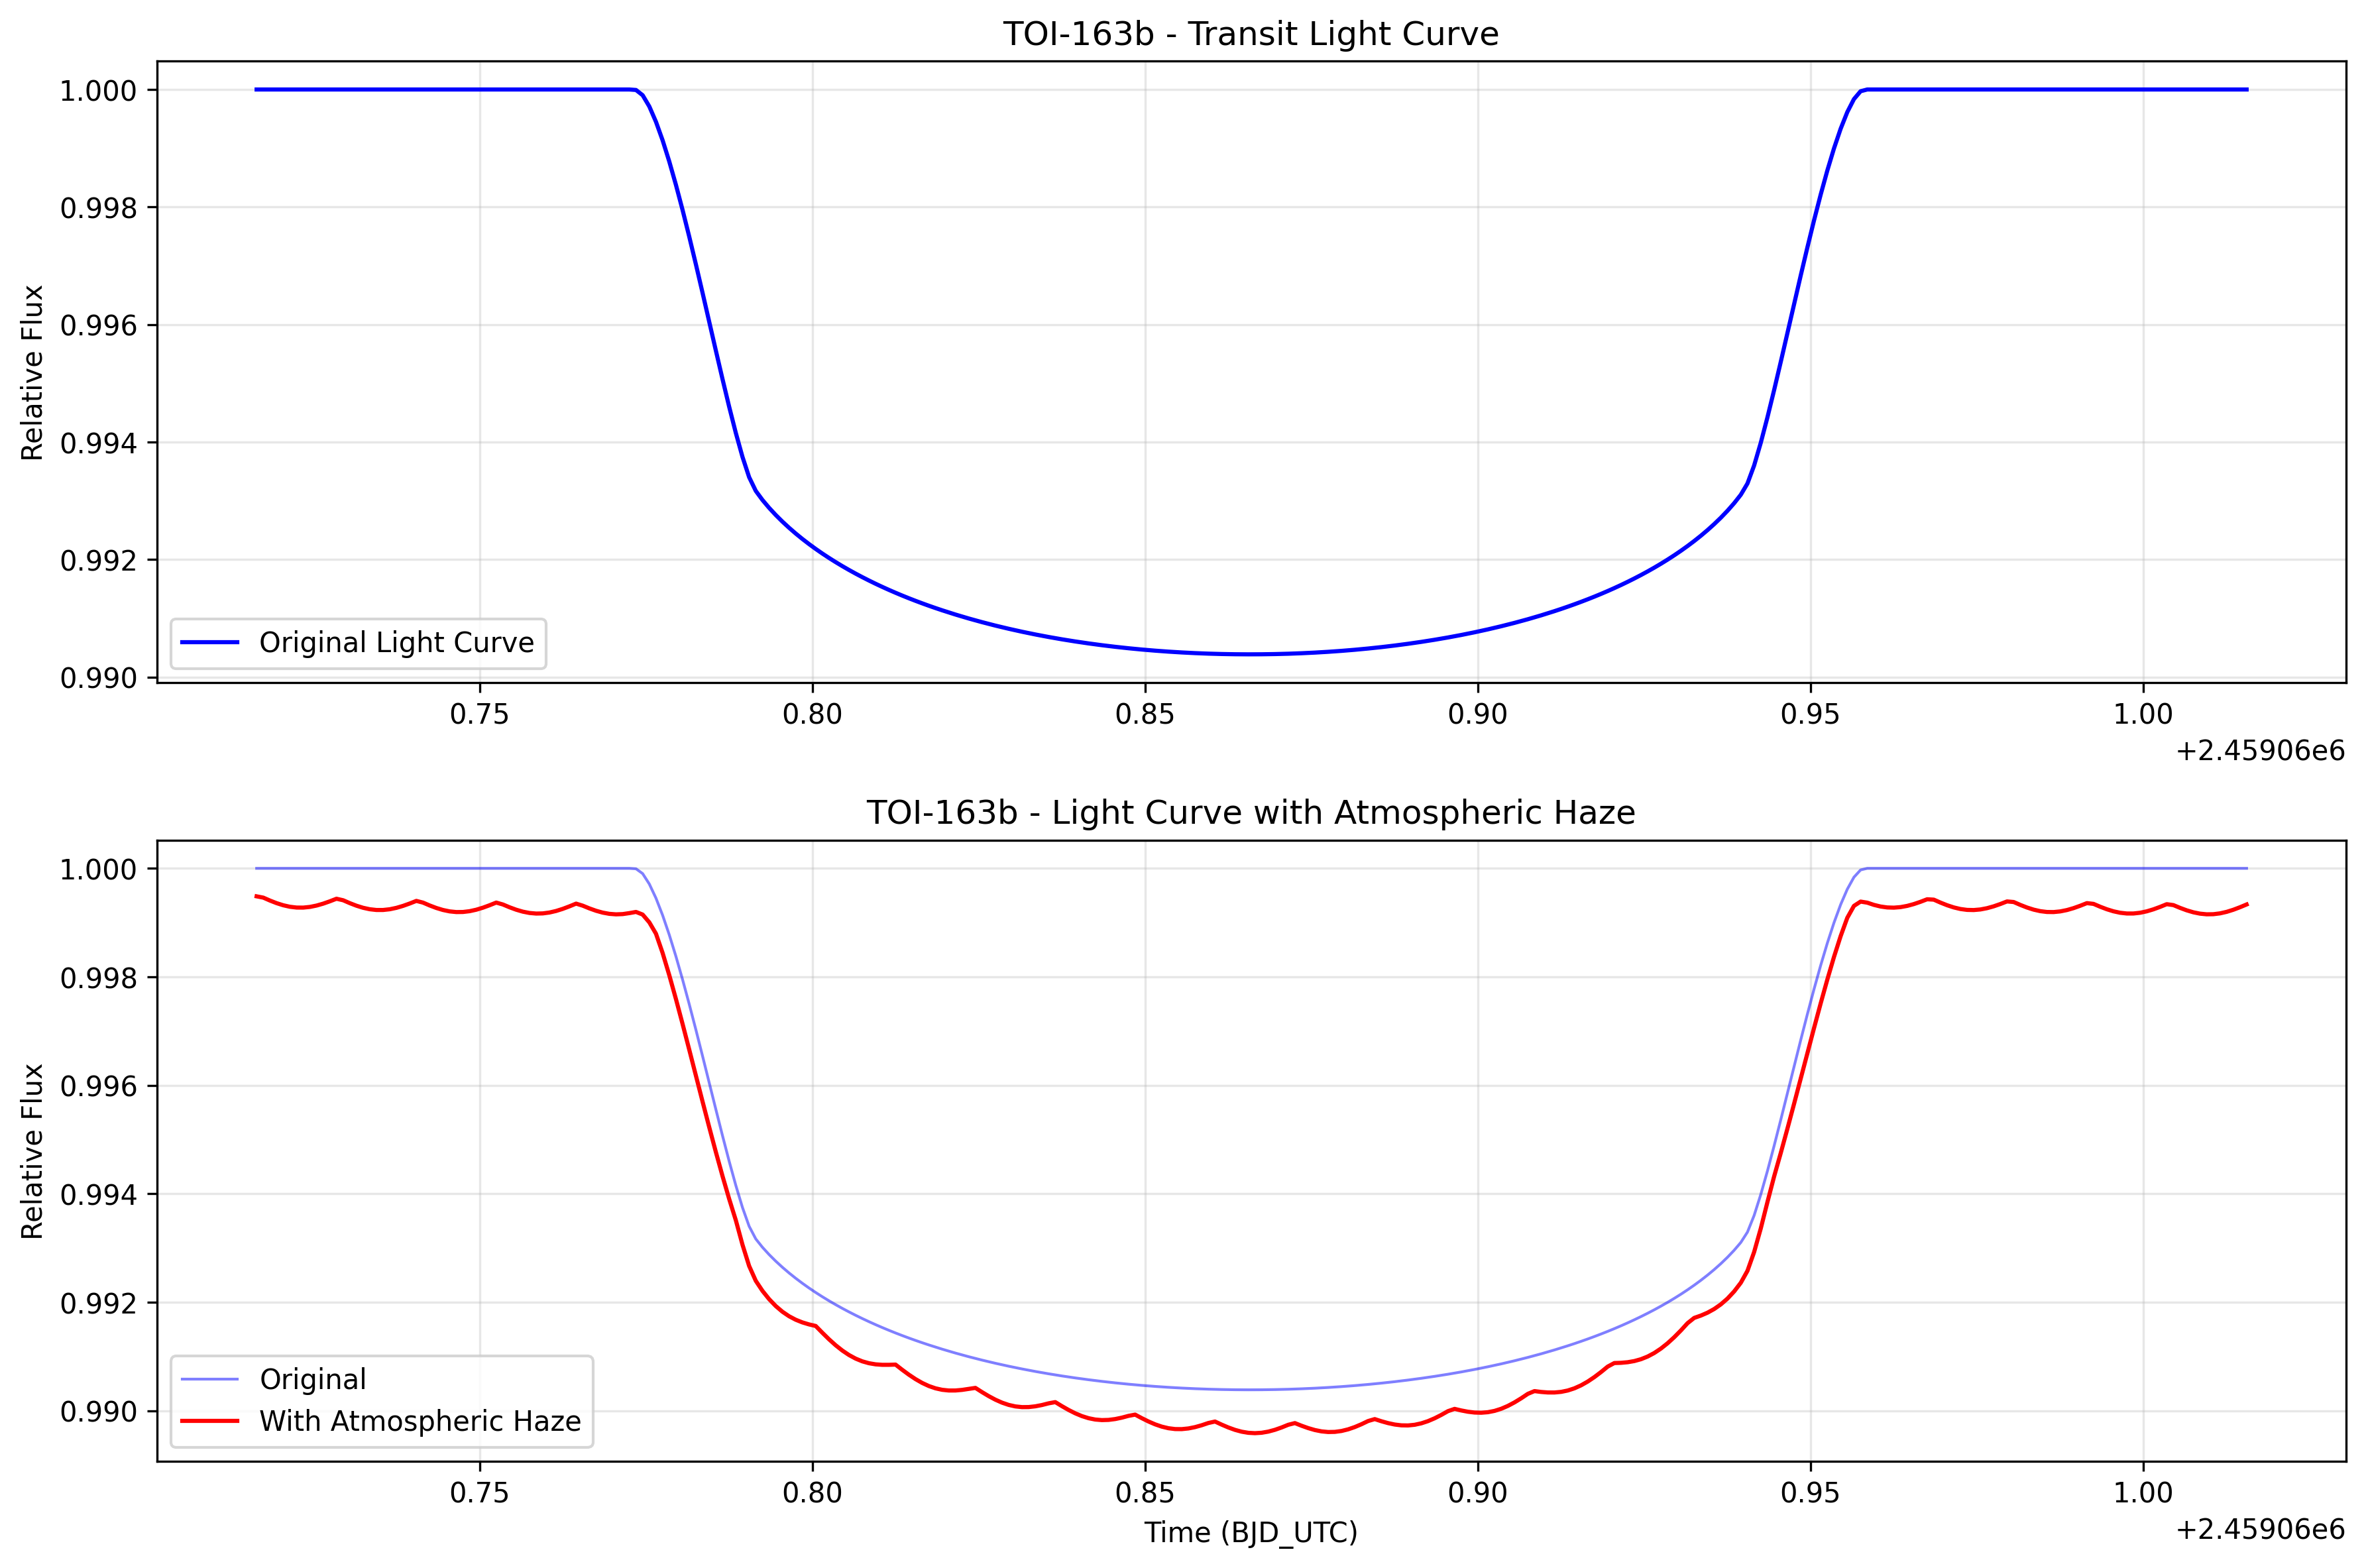 TOI-163b - Transit Light Curve
Relative Flux
1.000
0.998
0.996
0.994
0.992
0.990
Original Light Curve
0.75 0.80 0.85 0.90 0.95 1.00
+2.45906e6
TOI-163b - Light Curve with Atmospheric Haze
Relative Flux
1.000
0.998
0.996
0.994
0.992
0.990
Original
With Atmospheric Haze
0.75 0.80 0.85 0.90 0.95 1.00
+2.45906e6
Time (BJD_UTC)